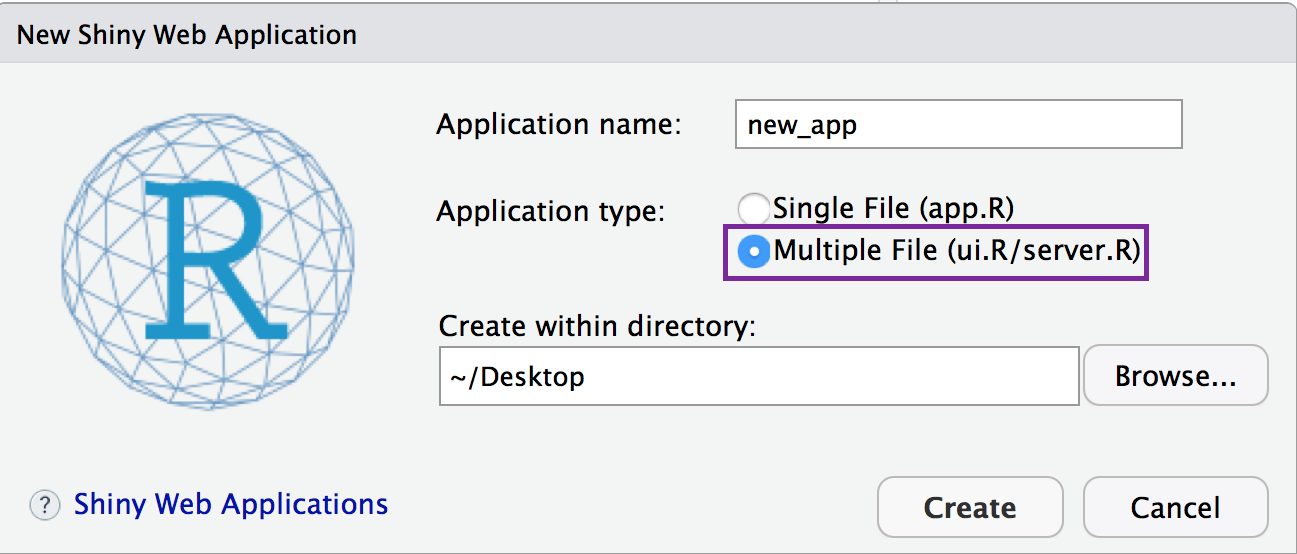 New Shiny Web Application
R
Application name: new_app
Application type: Single File (app.R)
Multiple File (ui.R/server.R)
Create within directory:
~/Desktop Browse...
? Shiny Web Applications Create Cancel